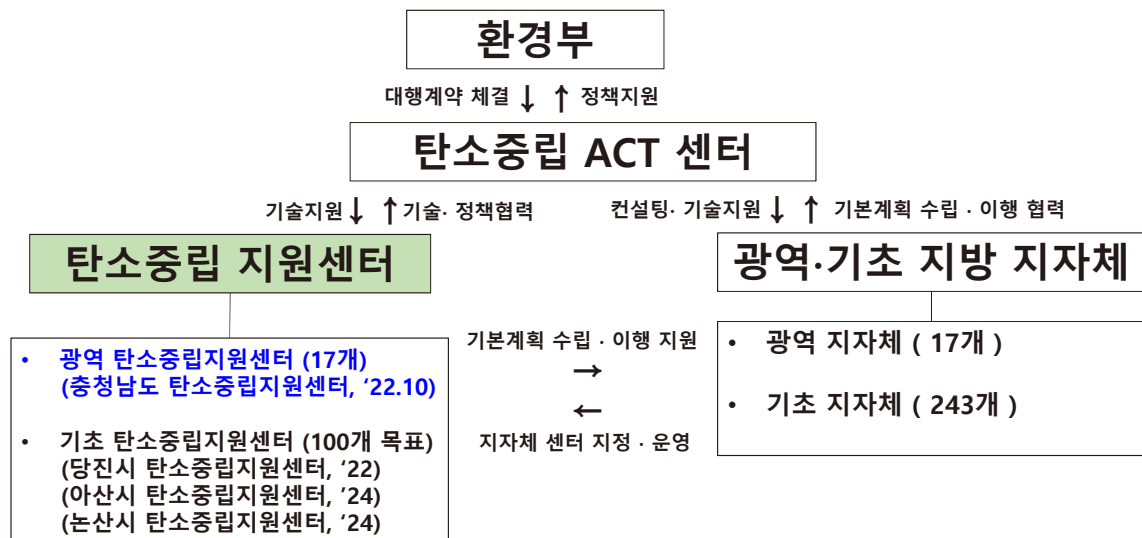 환경부
대행계약 체결 ↓ ↑ 정책지원
탄소중립 ACT 센터
기술지원 ↓ ↑ 기술· 정책협력
컨설팅· 기술지원 ↓ ↑ 기본계획 수립 · 이행 협력
탄소중립 지원센터
광역·기초 지방 지자체
• 광역 탄소중립지원센터 (17개)
(충청남도 탄소중립지원센터, ‘22.10)
• 기초 탄소중립지원센터 (100개 목표)
(당진시 탄소중립지원센터, ‘22)
(아산시 탄소중립지원센터, ‘24)
(논산시 탄소중립지원센터, ‘24)
기본계획 수립 · 이행 지원
→
←
지자체 센터 지정 · 운영
• 광역 지자체 ( 17개 )
• 기초 지자체 ( 243개 )